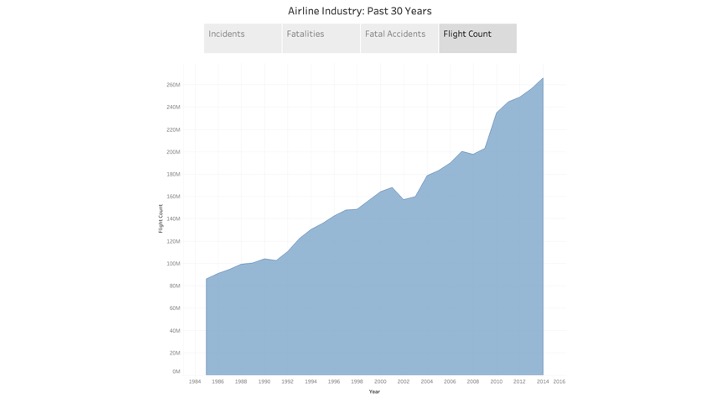 Airline Industry: Past 30 Years
Incidents Fatalities Fatal Accidents Flight Count
260M
240M
220M
200M
180M
160M
140M
120M
100M
80M
60M
40M
20M
0M
Flight Count
1984 1986 1988 1990 1992 1994 1996 1998 2000 2002 2004 2006 2008 2010 2012 2014 2016
Year